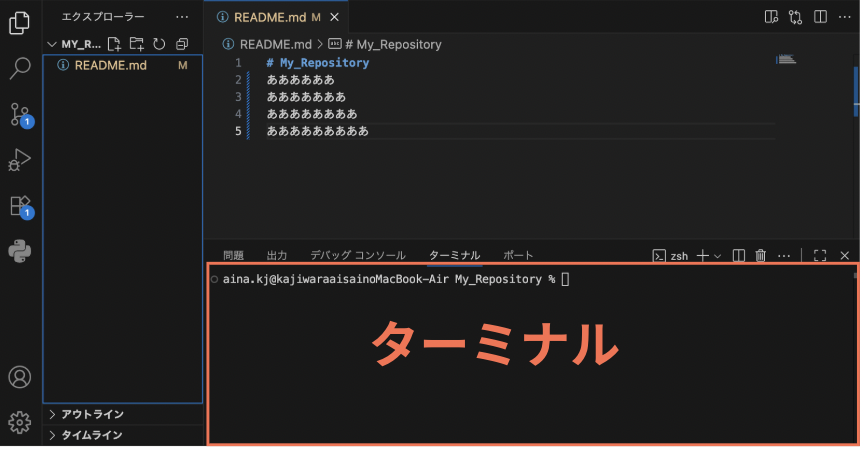 エクスプローラー ···
MY_R...
README.md M
アウトライン
タイムライン
1
1
README.md M
README.md > # My_Repository
1 # My_Repository
2 ああああああ
3 あああああああ
4 ああああああああ
5 あああああああああ
問題 出力 デバッグ コンソール ターミナル ポート
zsh
aina.kj@kajiwaraaisainoMacBook-Air My_Repository %
ターミナル